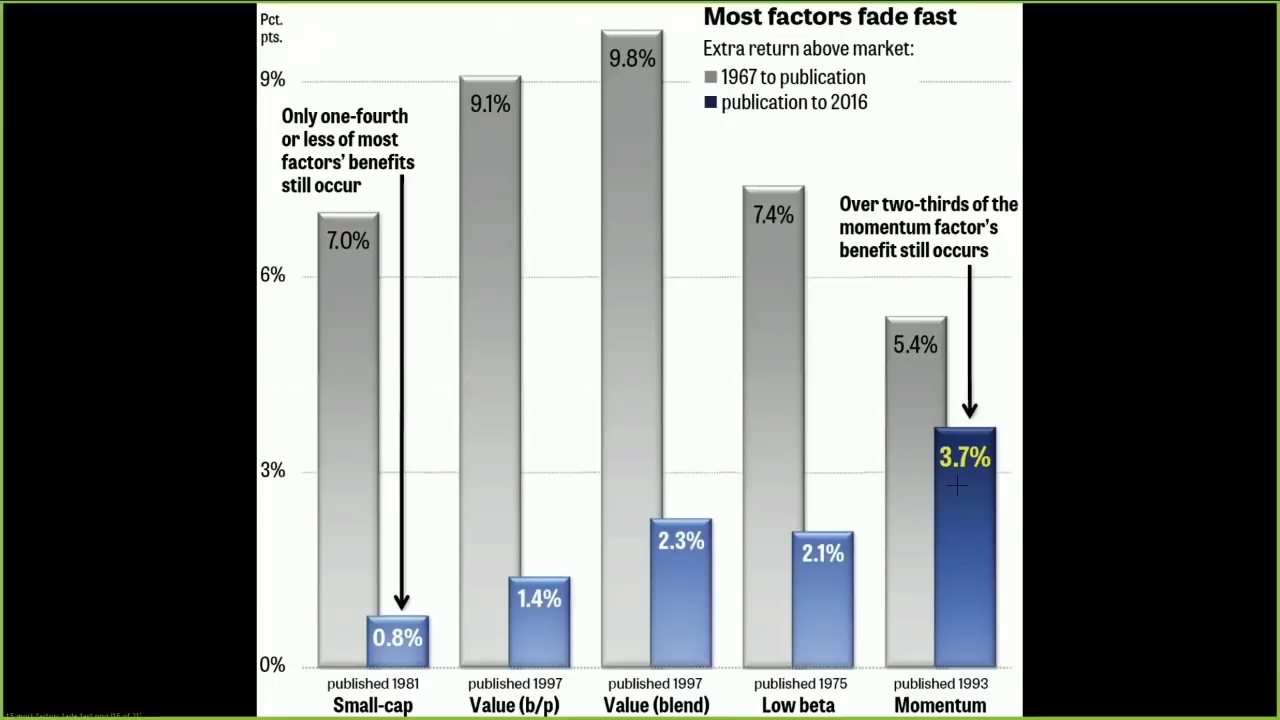 Most factors fade fast
Extra return above market:
1967 to publication
publication to 2016
Pct.
pts.
9%
6%
3%
0%
Only one-fourth
or less of most
factors' benefits
still occur
Over two-thirds of the
momentum factor's
benefit still occurs
7.0%
0.8%
9.1%
1.4%
9.8%
2.3%
7.4%
2.1%
5.4%
3.7%
published 1981
Small-cap
published 1997
Value (b/p)
published 1997
Value (blend)
published 1975
Low beta
published 1993
Momentum